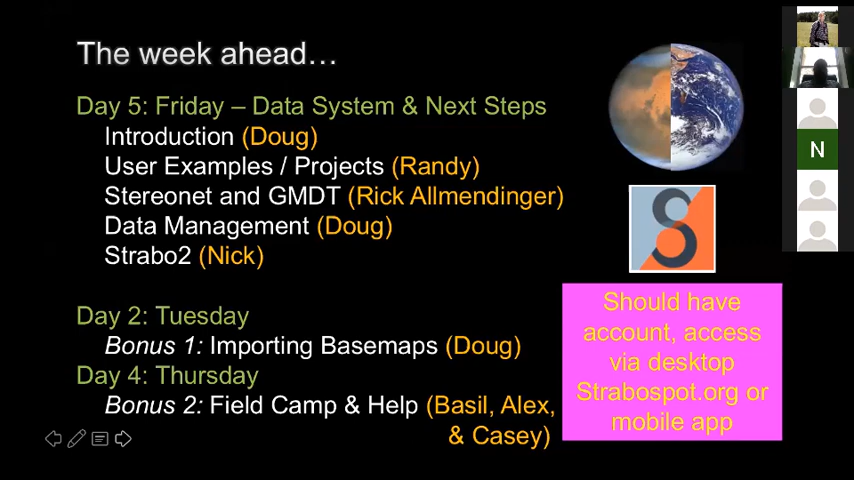 The week ahead…
Day 5: Friday – Data System & Next Steps
Introduction (Doug)
User Examples / Projects (Randy)
Stereonet and GMDT (Rick Allmendinger)
Data Management (Doug)
Strabo2 (Nick)
Day 2: Tuesday
Bonus 1: Importing Basemaps (Doug)
Day 4: Thursday
Bonus 2: Field Camp & Help (Basil, Alex,
& Casey)
Should have
account, access
via desktop
Strabospot.org or
mobile app
N